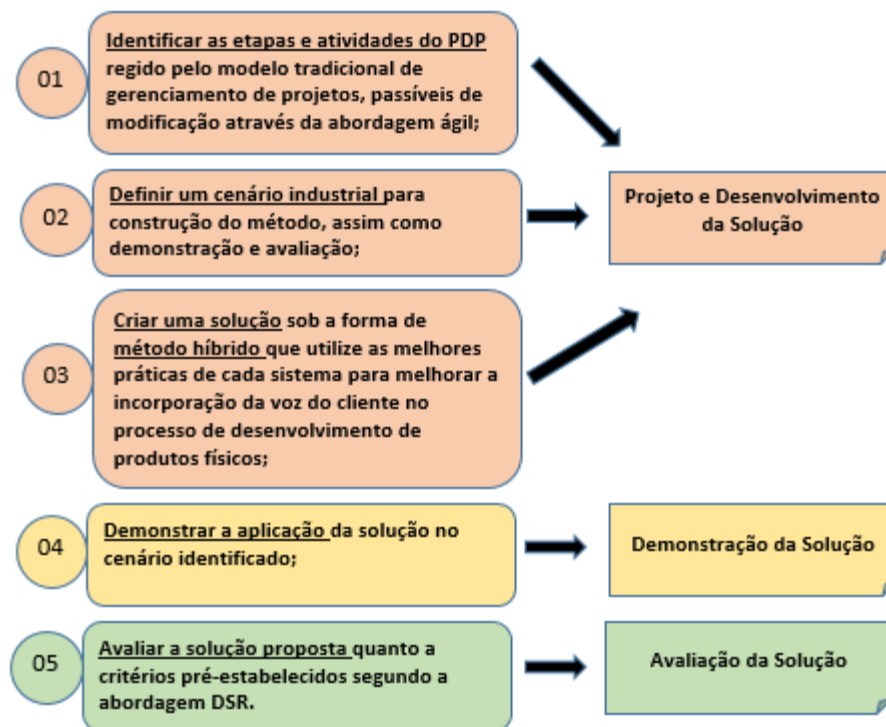 01
Identificar as etapas e atividades do PDP
regido pelo modelo tradicional de
gerenciamento de projetos, passíveis de
modificação através da abordagem ágil;
02
Definir um cenário industrial para
construção do método, assim como
demonstração e avaliação;
Projeto e Desenvolvimento
da Solução
03
Criar uma solução sob a forma de
método híbrido que utilize as melhores
práticas de cada sistema para melhorar a
incorporação da voz do cliente no
processo de desenvolvimento de
produtos físicos;
04
Demonstrar a aplicação da solução no
cenário identificado;
Demonstração da Solução
05
Avaliar a solução proposta quanto a
critérios pré-estabelecidos segundo a
abordagem DSR.
Avaliação da Solução